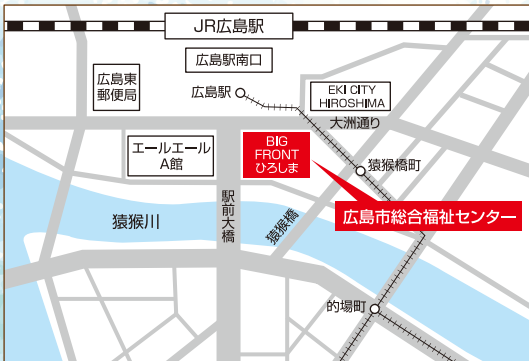 JR広島駅
広島駅南口
広島東
郵便局
広島駅
EKI CITY
HIROSHIMA
大洲通り
エールエール
A館
BIG
FRONT
ひろしま
猿猴橋町
駅前大橋
猿猴橋
広島市総合福祉センター
猿猴川
的場町